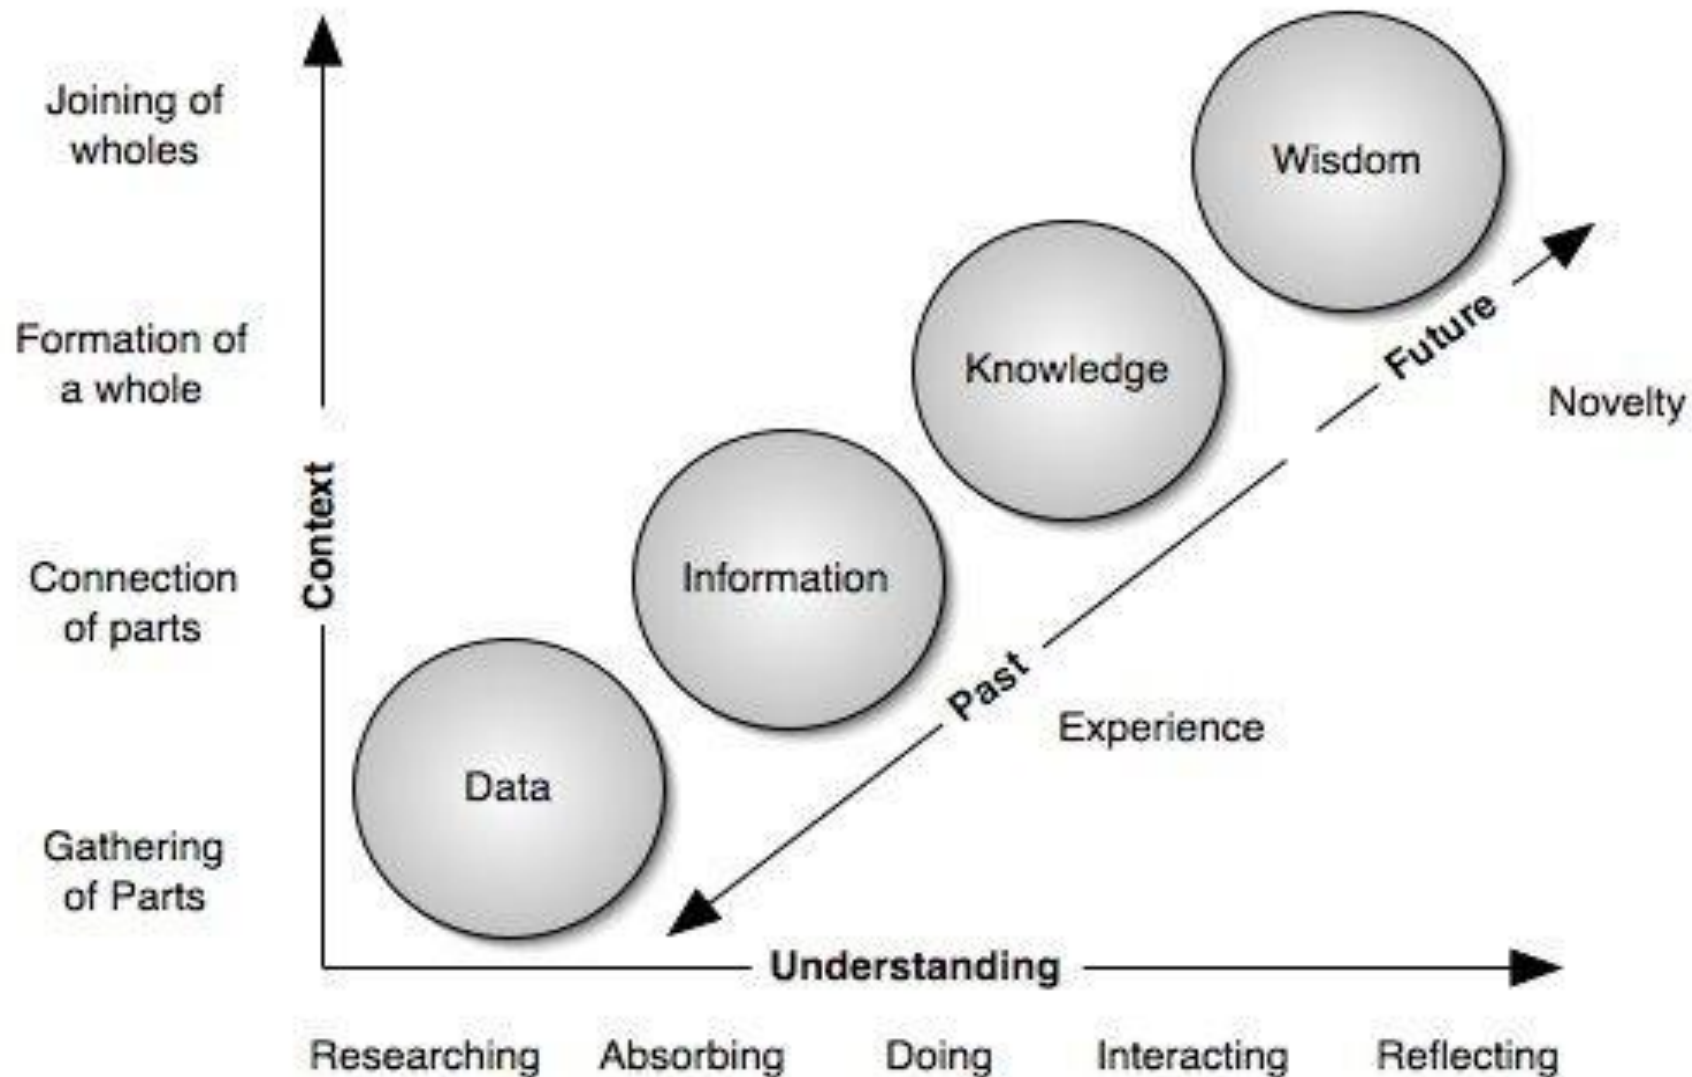 Joining of
wholes
Wisdom
Formation of
a whole
Knowledge
Future
Novelty
Context
Connection
of parts
Information
Past
Experience
Data
Gathering
of Parts
Understanding
Researching Absorbing Doing Interacting Reflecting